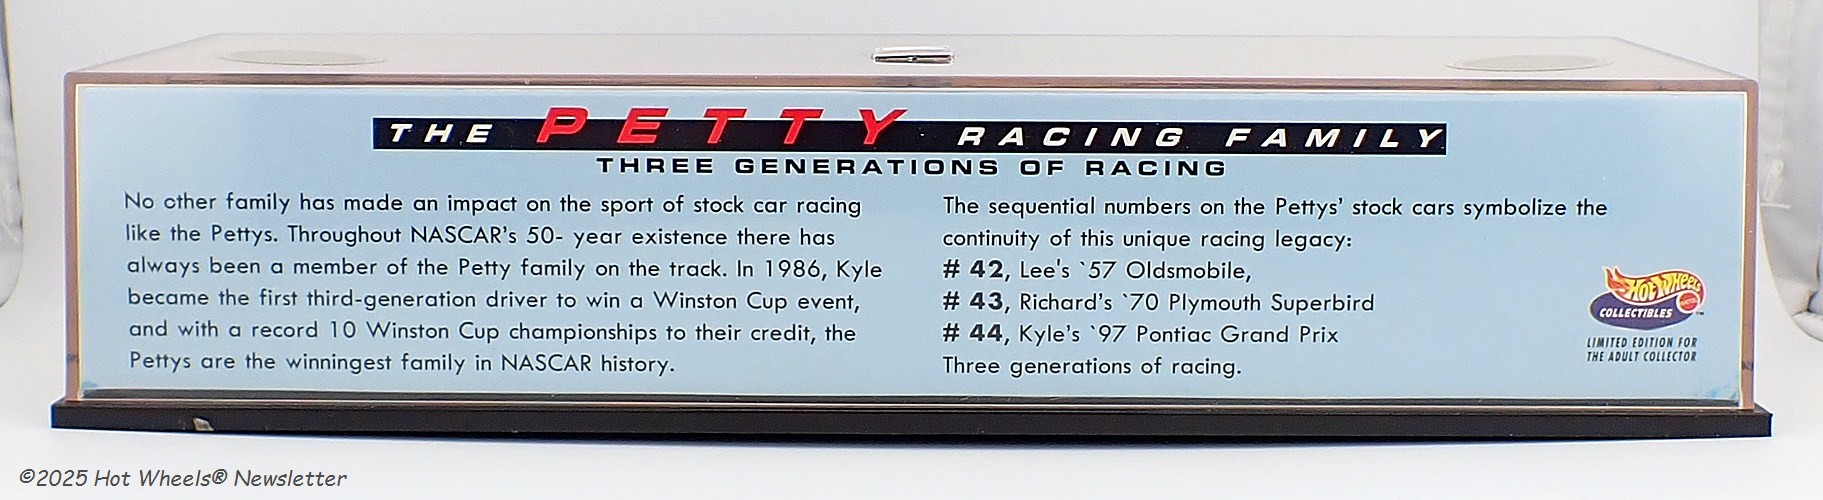 THE PETTY RACING FAMILY
THREE GENERATIONS OF RACING
No other family has made an impact on the sport of stock car racing
like the Pettys. Throughout NASCAR's 50- year existence there has
always been a member of the Petty family on the track. In 1986, Kyle
became the first third-generation driver to win a Winston Cup event,
and with a record 10 Winston Cup championships to their credit, the
Pettys are the winningest family in NASCAR history.
The sequential numbers on the Pettys' stock cars symbolize the
continuity of this unique racing legacy:
# 42, Lee's `57 Oldsmobile,
# 43, Richard's `70 Plymouth Superbird
# 44, Kyle's `97 Pontiac Grand Prix
Three generations of racing.
Hot Wheels
COLLECTIBLES™
LIMITED EDITION FOR
THE ADULT COLLECTOR
©2025 Hot Wheels® Newsletter